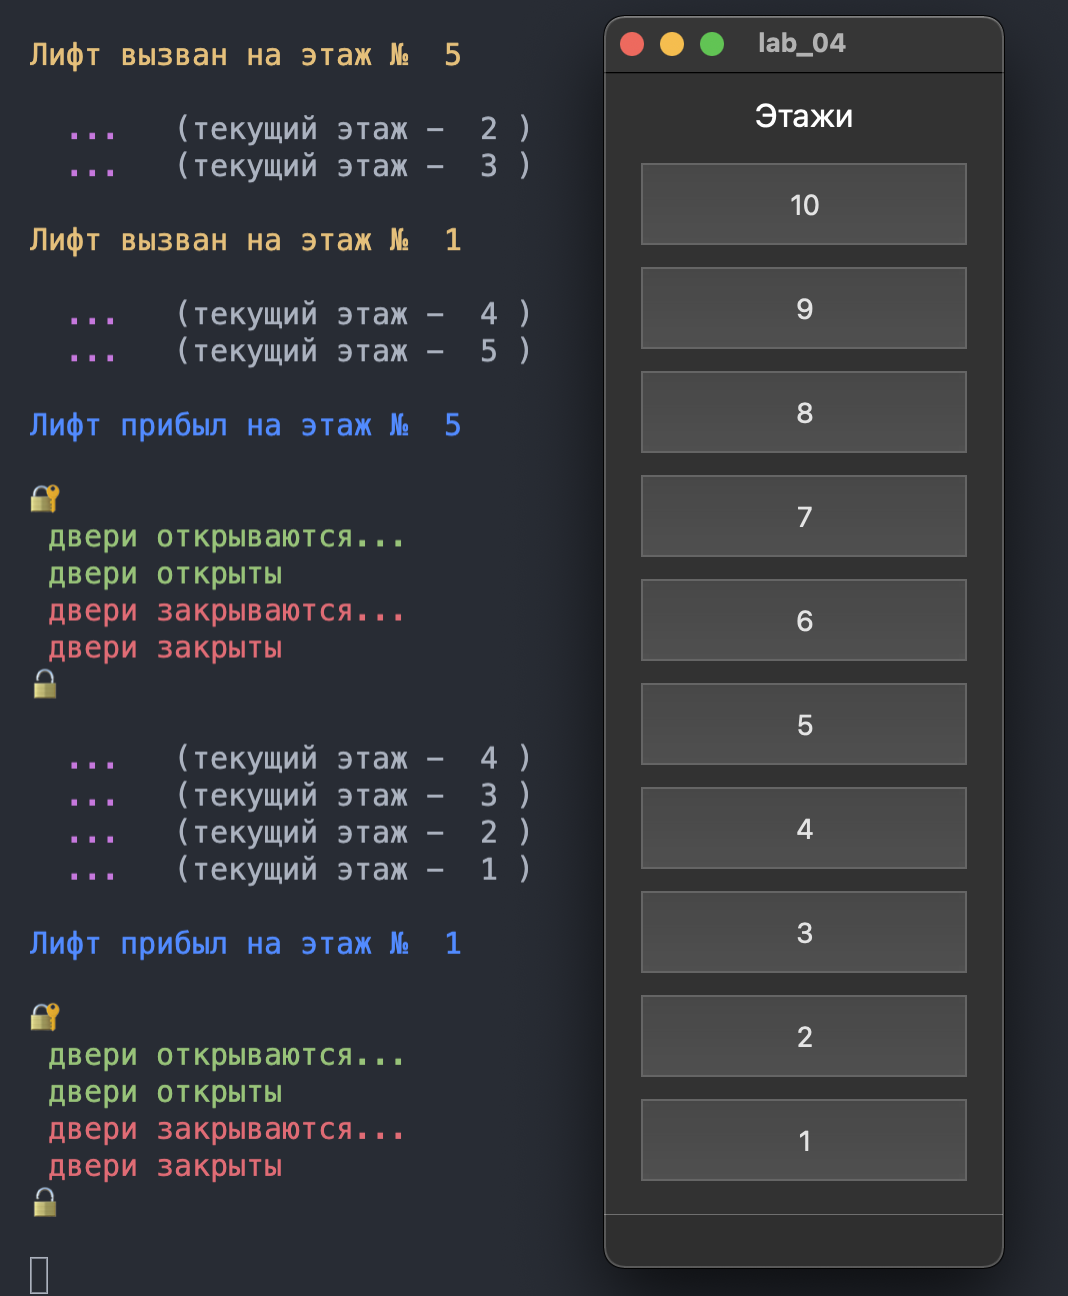 Лифт вызван на этаж №  5
...   (текущий этаж –  2 )
...   (текущий этаж –  3 )
Лифт вызван на этаж №  1
...   (текущий этаж –  4 )
...   (текущий этаж –  5 )
Лифт прибыл на этаж №  5
двери открываются...
двери открыты
двери закрываются...
двери закрыты
...   (текущий этаж –  4 )
...   (текущий этаж –  3 )
...   (текущий этаж –  2 )
...   (текущий этаж –  1 )
Лифт прибыл на этаж №  1
двери открываются...
двери открыты
двери закрываются...
двери закрыты
lab_04
Этажи
10
9
8
7
6
5
4
3
2
1